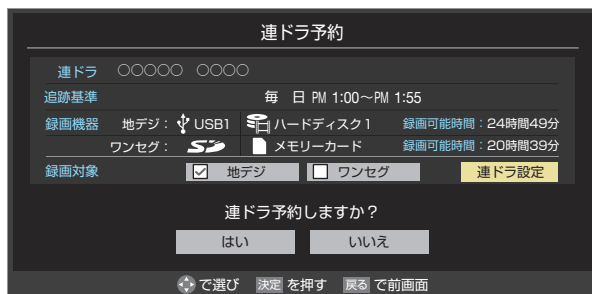 連ドラ予約
連ドラ ○○○○○ ○○○○
追跡基準 毎 日 PM 1:00～PM 1:55
録画機器 地デジ： USB1 ハードディスク1 録画可能時間：24時間49分
ワンセグ： SD メモリーカード 録画可能時間：20時間39分
録画対象 地デジ ワンセグ 連ドラ設定
連ドラ予約しますか？
はい いいえ
で選び 決定 を押す 戻る で前画面